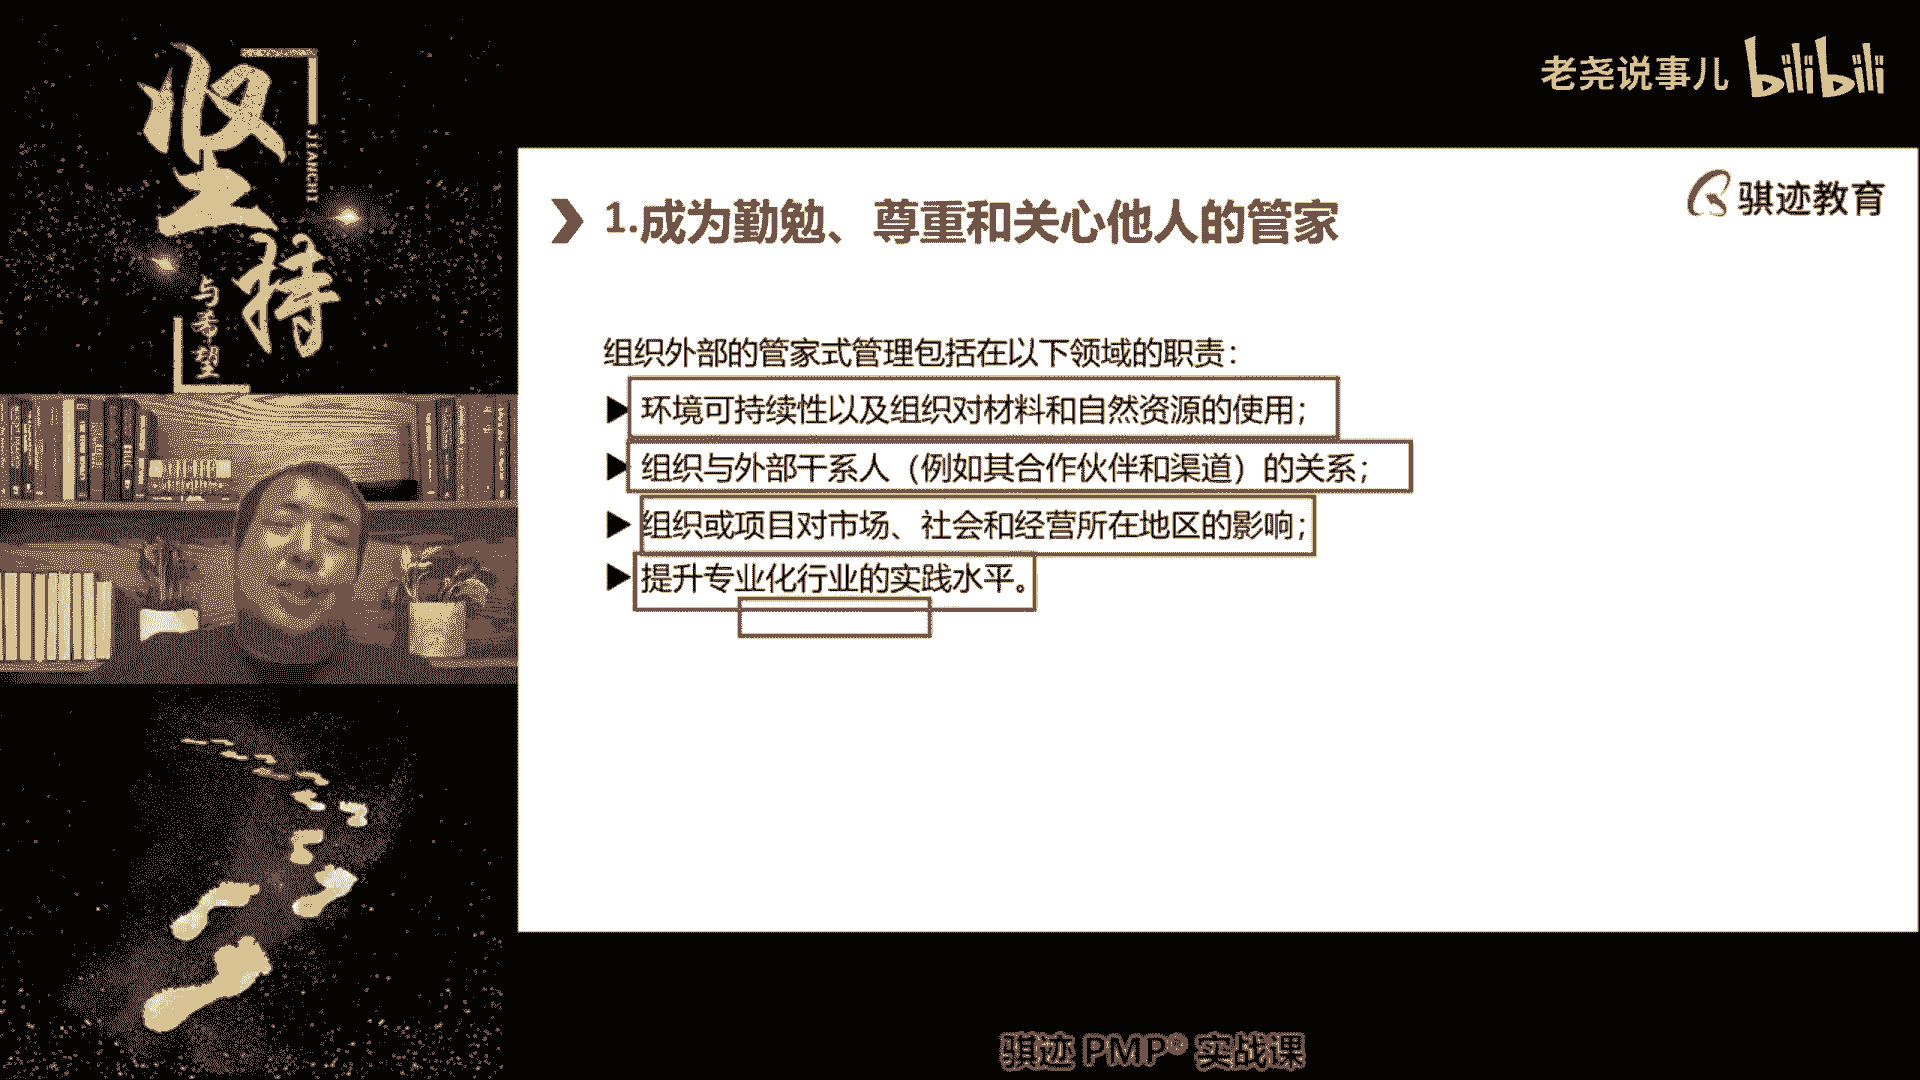 坚持
JIANCHI
与希望
老尧说事儿 bilibili
骐迹教育
1.成为勤勉、尊重和关心他人的管家
组织外部的管家式管理包括在以下领域的职责：
环境可持续性以及组织对材料和自然资源的使用；
组织与外部干系人（例如其合作伙伴和渠道）的关系；
组织或项目对市场、社会和经营所在地区的影响；
提升专业化行业的实践水平。
骐迹 PMP® 实战课